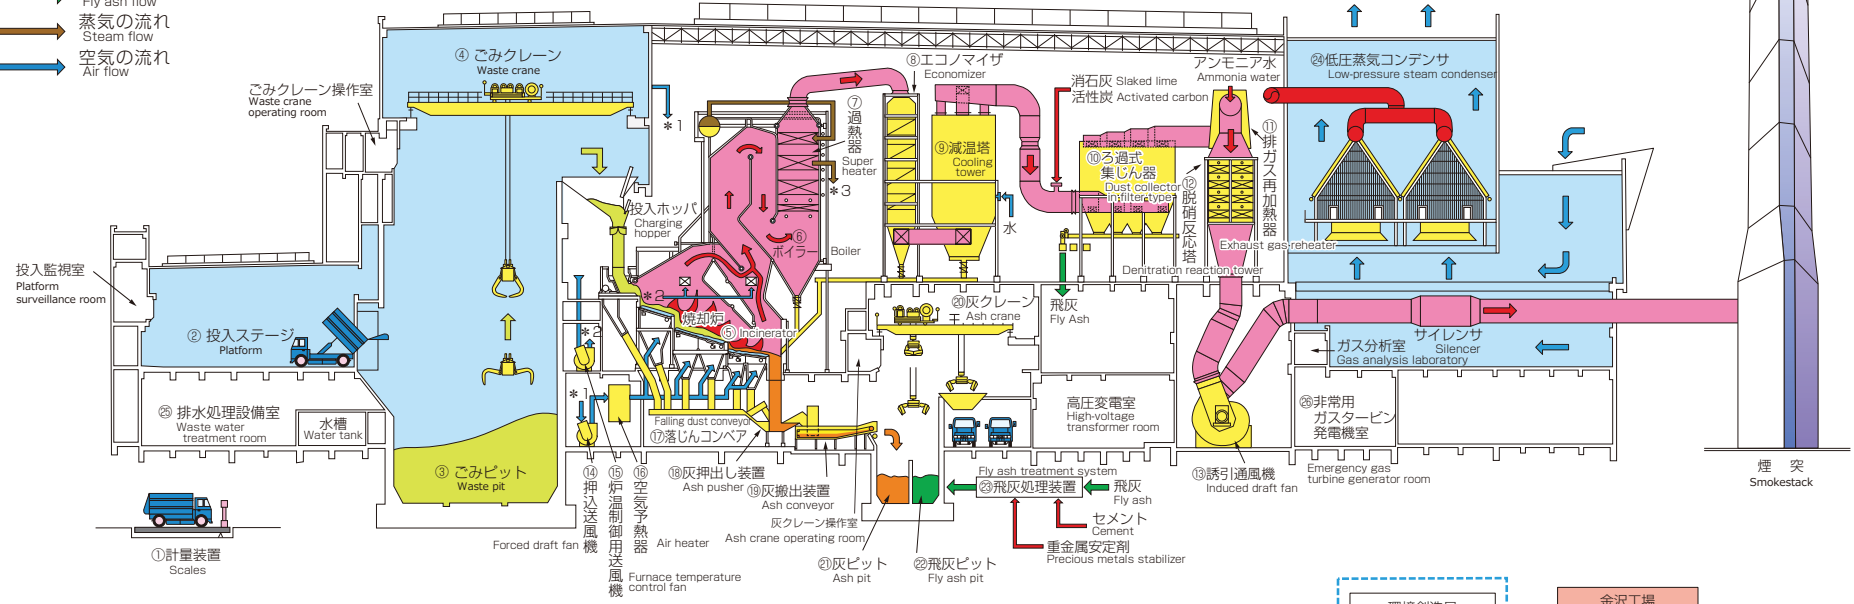 Fly ash flow
蒸気の流れ
Steam flow
空気の流れ
Air flow
④ ごみクレーン
Waste crane
ごみクレーン操作室
Waste crane
operating room
＊1
投入ホッパ
Charging
hopper
⑦過熱器
Super
heater
＊3
⑥
ボイラー Boiler
⑧エコノマイザ
Economizer
⑨減温塔
Cooling
tower
水
消石灰 Slaked lime
活性炭 Activated carbon
⑩ろ過式
集じん器
Dust collector
in filter type
アンモニア水
Ammonia water
⑪排ガス再加熱器
Exhaust gas reheater
⑫脱硝反応塔
Denitration reaction tower
㉔低圧蒸気コンデンサ
Low-pressure steam condenser
投入監視室
Platform
surveillance room
② 投入ステージ
Platform
＊2
＊2
焼却炉
⑤ Incinerator
⑳灰クレーン
Ash crane
飛灰
Fly Ash
サイレンサ
Silencer
ガス分析室
Gas analysis laboratory
㉕ 排水処理設備室
Waste water
treatment room
水槽
Water tank
③ ごみピット
Waste pit
＊1
Falling dust conveyor
⑰落じんコンベア
高圧変電室
High-voltage
transformer room
㉖非常用
ガスタービン
発電機室
Emergency gas
turbine generator room
⑬誘引通風機
Induced draft fan
煙 突
Smokestack
①計量装置
Scales
⑭押込送風機
Forced draft fan
⑮炉温制御用送風機
Furnace temperature
control fan
⑯空気予熱器
Air heater
⑱灰押出し装置
Ash pusher
⑲灰搬出装置
Ash conveyor
灰クレーン操作室
Ash crane operating room
㉑灰ピット
Ash pit
㉒飛灰ピット
Fly ash pit
Fly ash treatment system
㉓飛灰処理装置
飛灰
Fly ash
セメント
Cement
重金属安定剤
Precious metals stabilizer
金沢工場